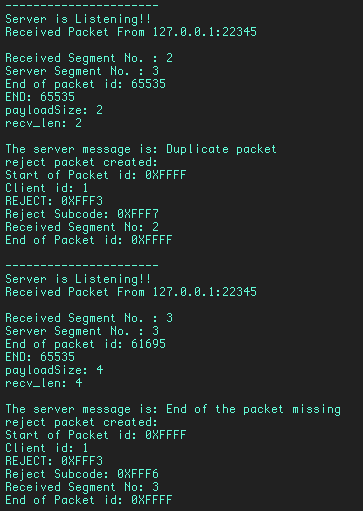 ----------------------
Server is Listening!!
Received Packet From 127.0.0.1:22345
Received Segment No. : 2
Server Segment No. : 3
End of packet id: 65535
END: 65535
payloadSize: 2
recv_len: 2
The server message is: Duplicate packet
reject packet created:
Start of Packet id: 0XFFFF
Client id: 1
REJECT: 0XFFF3
Reject Subcode: 0XFFF7
Received Segment No: 2
End of Packet id: 0XFFFF
----------------------
Server is Listening!!
Received Packet From 127.0.0.1:22345
Received Segment No. : 3
Server Segment No. : 3
End of packet id: 61695
END: 65535
payloadSize: 4
recv_len: 4
The server message is: End of the packet missing
reject packet created:
Start of Packet id: 0XFFFF
Client id: 1
REJECT: 0XFFF3
Reject Subcode: 0XFFF6
Received Segment No: 3
End of Packet id: 0XFFFF